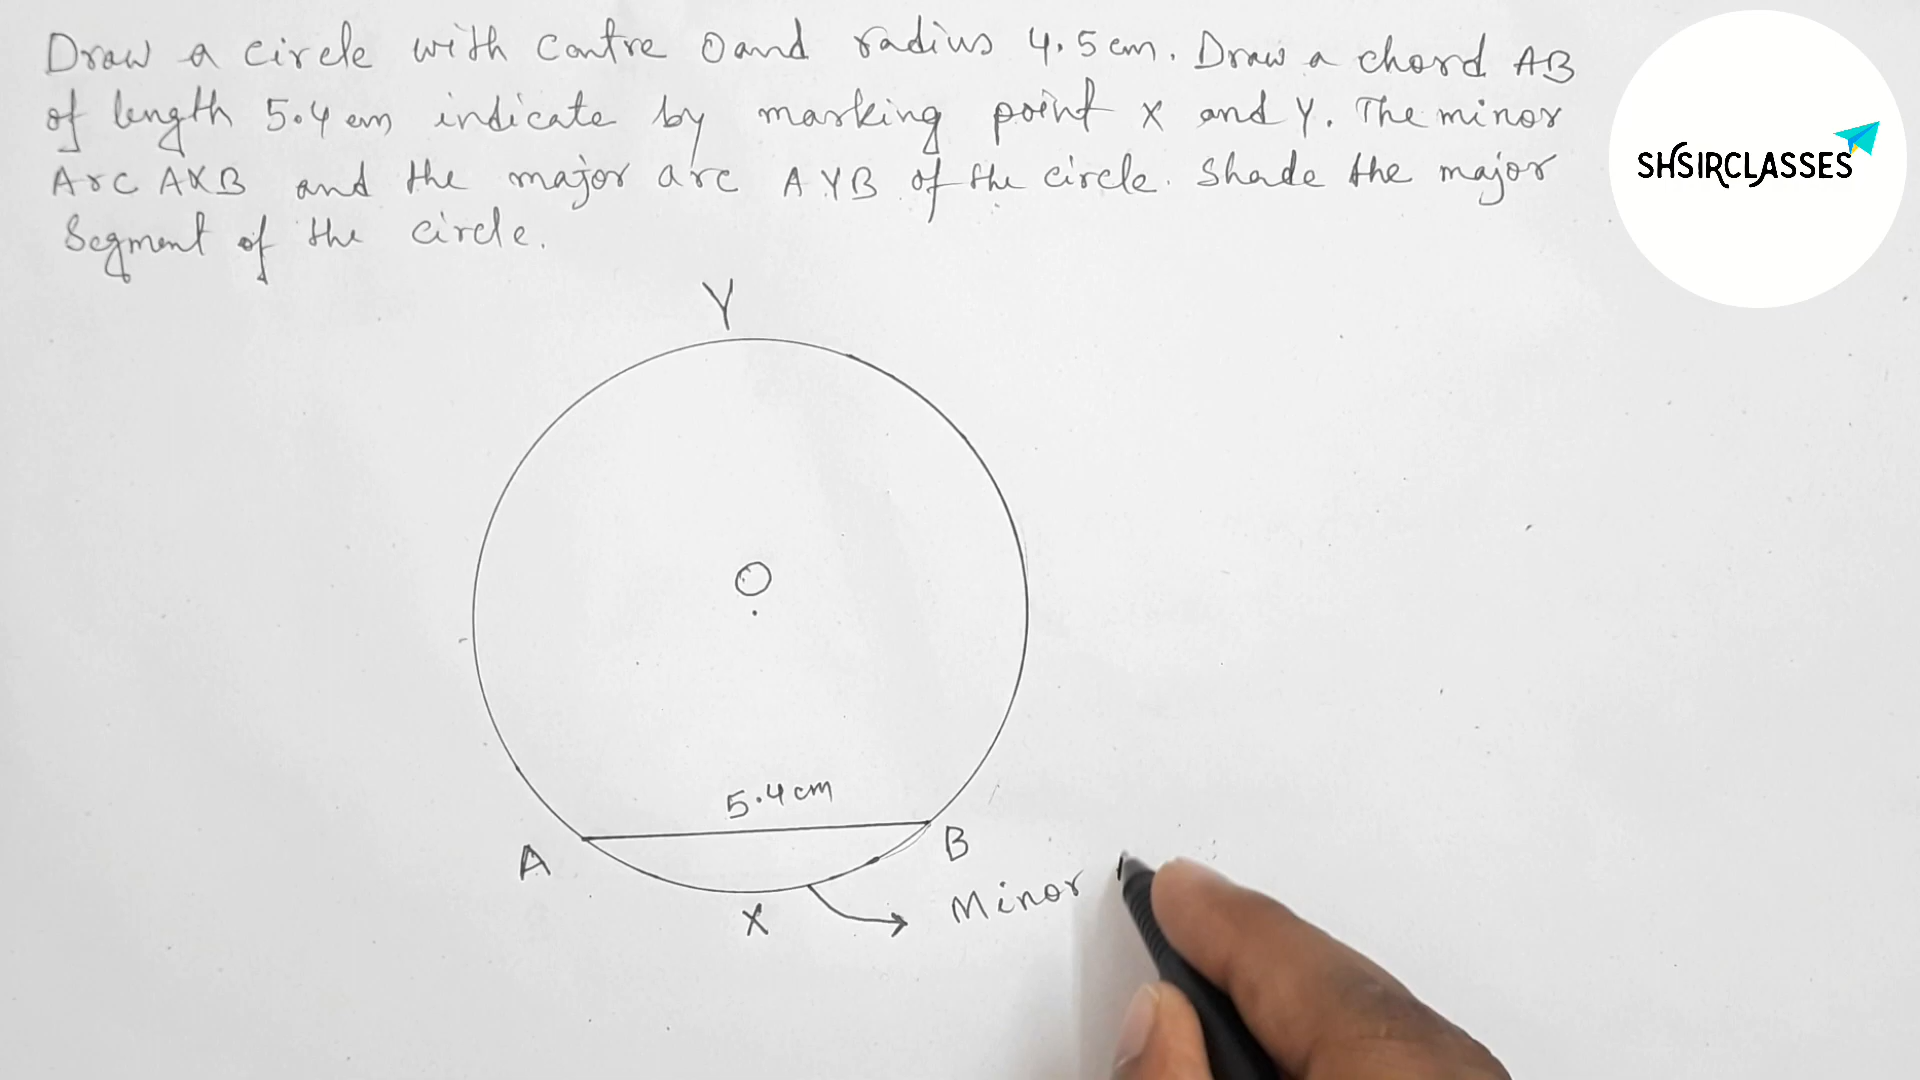 Draw a circle with centre O and radius 4.5 cm. Draw a chord AB
of length 5.4 cm indicate by marking point X and Y. The minor
Arc AXB and the major arc AYB of the circle. Shade the major
Segment of the circle.
SHSIRCLASSES
Y
O
5.4 cm
A
B
Minor
X